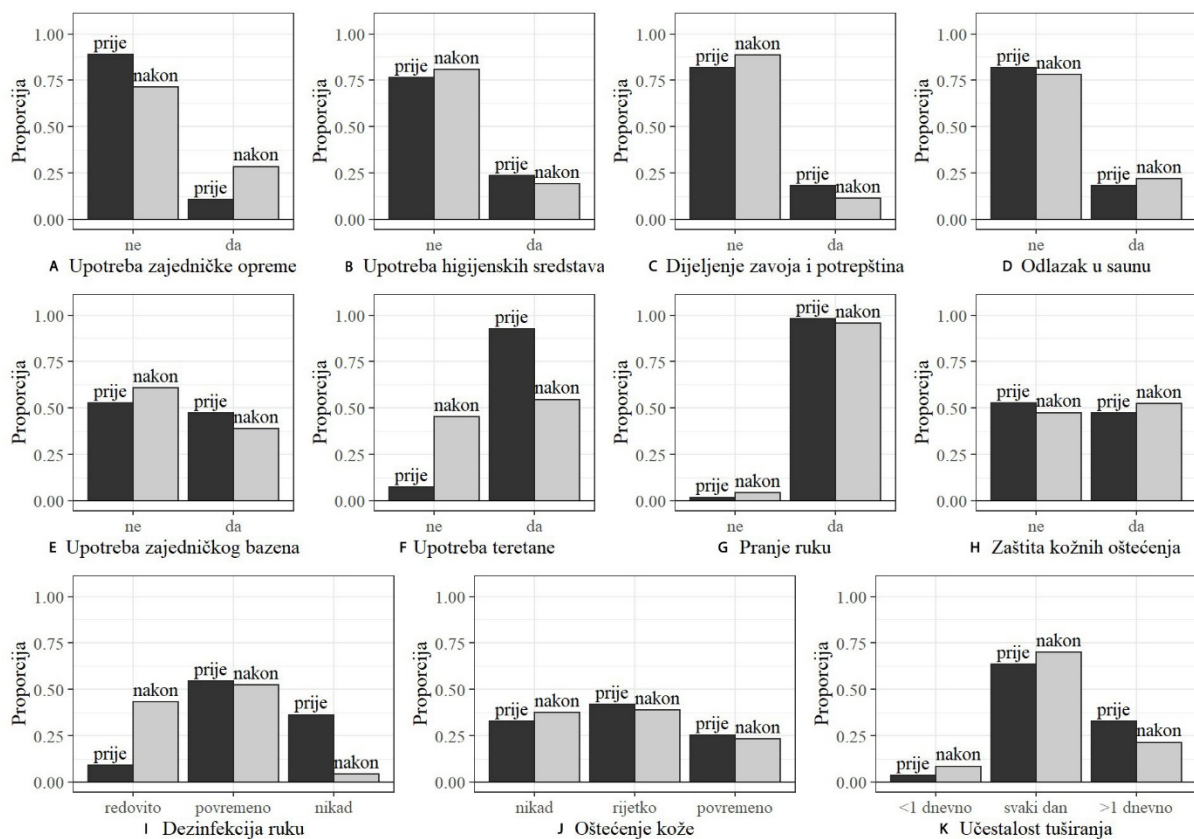 1.00
0.75
0.50
0.25
0.00
Proporcija
prije
nakon
prije
nakon
ne
da
A Upotreba zajedničke opreme
1.00
0.75
0.50
0.25
0.00
Proporcija
prije
nakon
prije
nakon
ne
da
B Upotreba higijenskih sredstava
1.00
0.75
0.50
0.25
0.00
Proporcija
prije
nakon
prije
nakon
ne
da
C Dijeljenje zavoja i potrepština
1.00
0.75
0.50
0.25
0.00
Proporcija
prije
nakon
prije
nakon
ne
da
D Odlazak u saunu
1.00
0.75
0.50
0.25
0.00
Proporcija
prije
nakon
prije
nakon
ne
da
E Upotreba zajedničkog bazena
1.00
0.75
0.50
0.25
0.00
Proporcija
prije
nakon
prije
nakon
ne
da
F Upotreba teretane
1.00
0.75
0.50
0.25
0.00
Proporcija
prije
nakon
prije
nakon
ne
da
G Pranje ruku
1.00
0.75
0.50
0.25
0.00
Proporcija
prije
nakon
prije
nakon
ne
da
H Zaštita kožnih oštećenja
1.00
0.75
0.50
0.25
0.00
Proporcija
prije
nakon
prije
nakon
prije
nakon
redovito
povremeno
nikad
I Dezinfekcija ruku
1.00
0.75
0.50
0.25
0.00
Proporcija
prije
nakon
prije
nakon
prije
nakon
nikad
rijetko
povremeno
J Oštećenje kože
1.00
0.75
0.50
0.25
0.00
Proporcija
prije
nakon
prije
nakon
prije
nakon
<1 dnevno
svaki dan
>1 dnevno
K Učestalost tuširanja